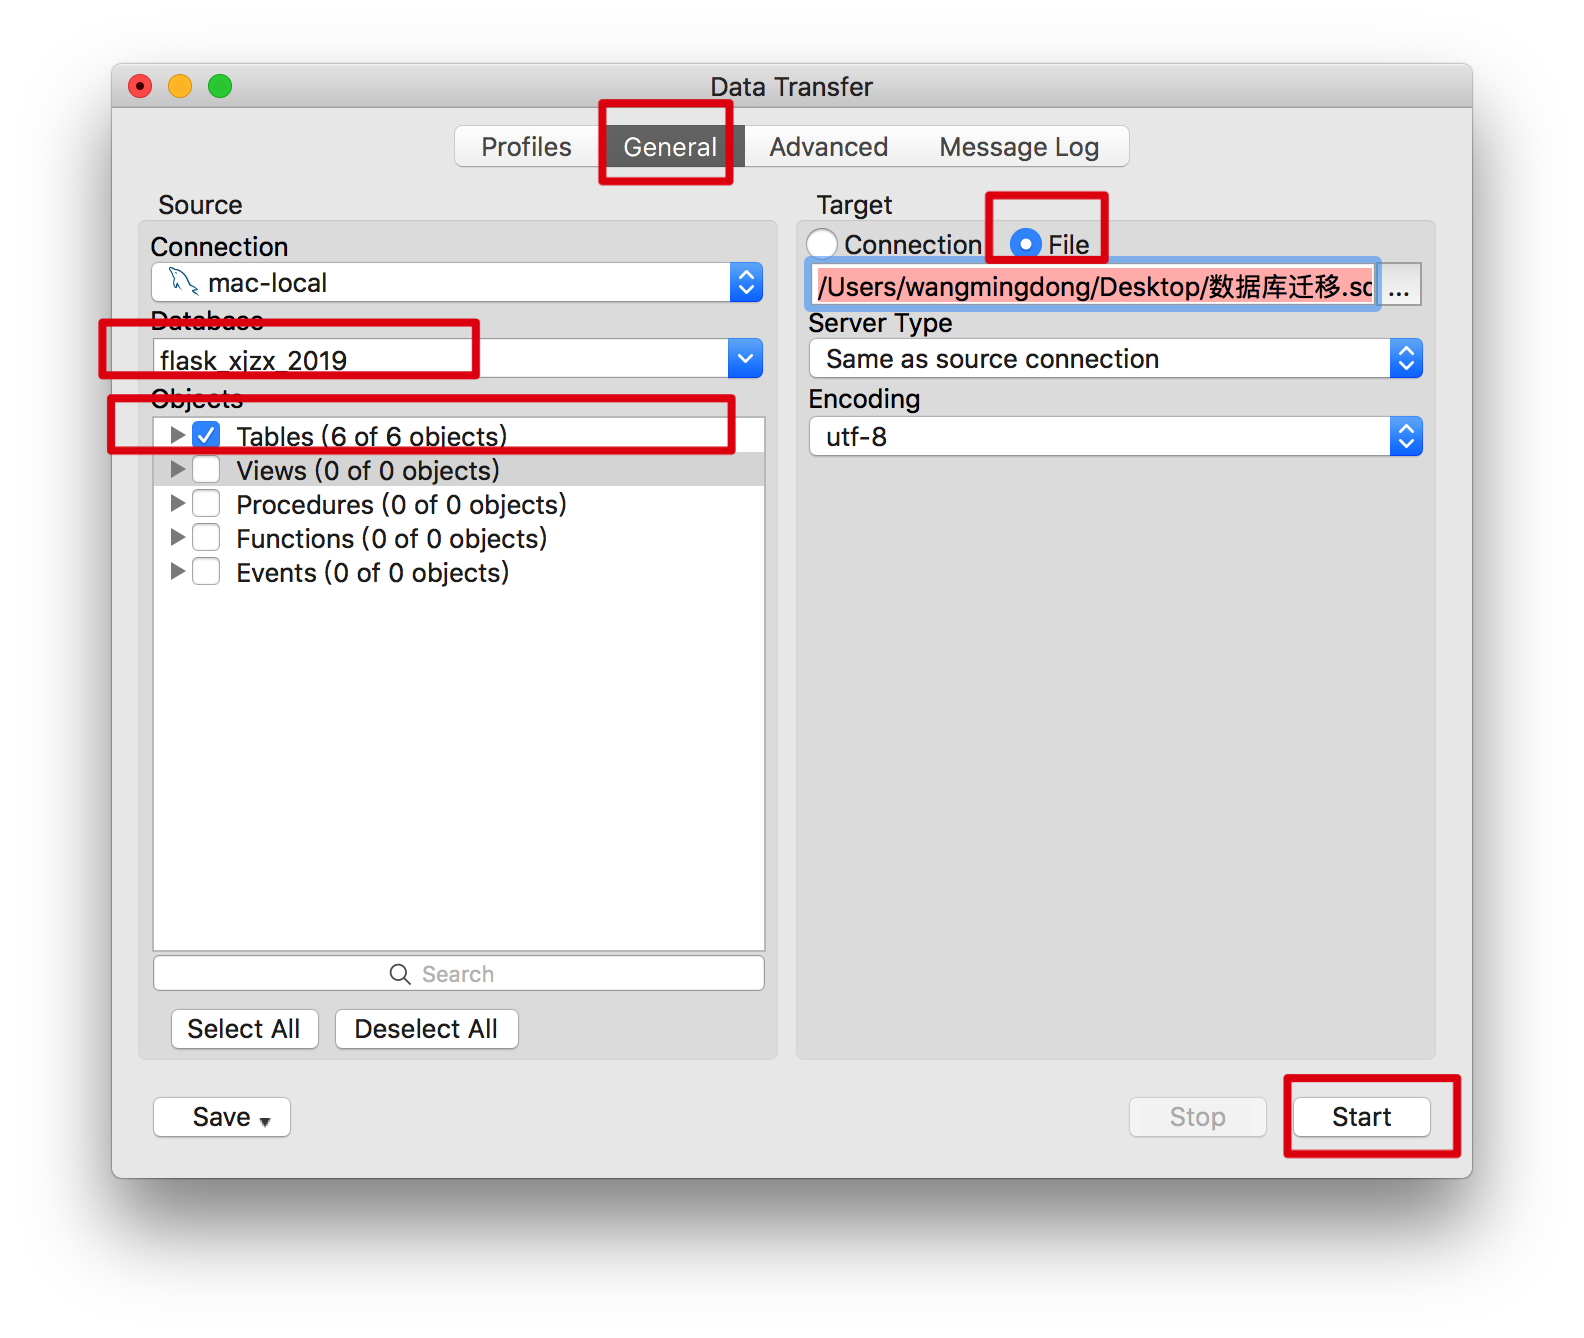 Data Transfer
Profiles
General
Advanced
Message Log
Source
Connection
mac-local
Database
flask_xjzx_2019
Objects
Tables (6 of 6 objects)
Views (0 of 0 objects)
Procedures (0 of 0 objects)
Functions (0 of 0 objects)
Events (0 of 0 objects)
Search
Select All
Deselect All
Target
Connection
File
/Users/wangmingdong/Desktop/数据库迁移.sq
...
Server Type
Same as source connection
Encoding
utf-8
Save
Stop
Start